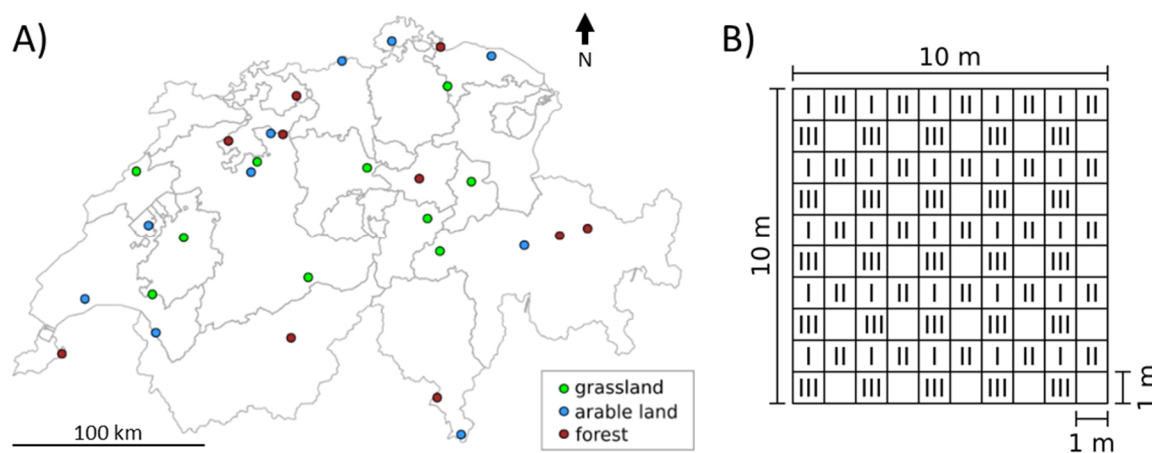 A)
N
grassland
arable land
forest
100 km
B)
10 m
10 m
I II I II I II I II I II
III III III III III
I II I II I II I II I II
III III III III III
I II I II I II I II I II
III III III III III
I II I II I II I II I II
III III III III III
I II I II I II I II I II
III III III III III
1 m
1 m